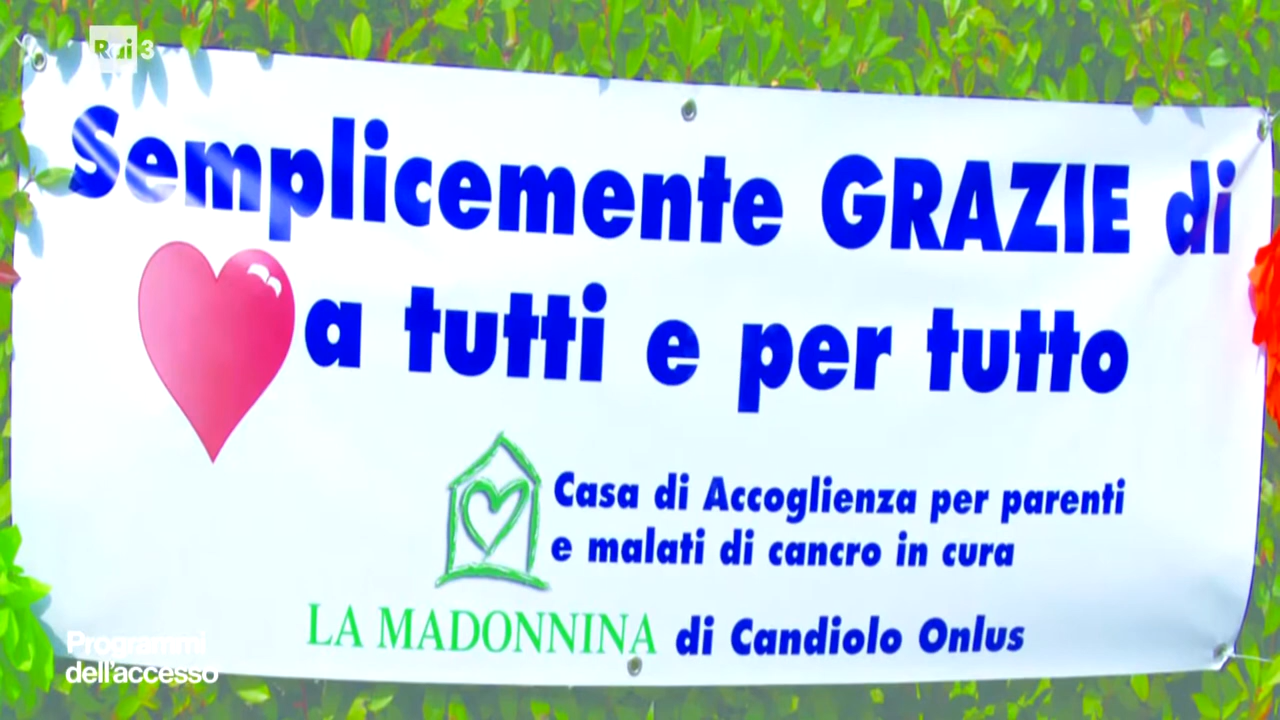 Rai 3
Semplicemente GRAZIE di
a tutti e per tutto
Casa di Accoglienza per parenti
e malati di cancro in cura
LA MADONNINA di Candiolo Onlus
Programmi
dell'accesso